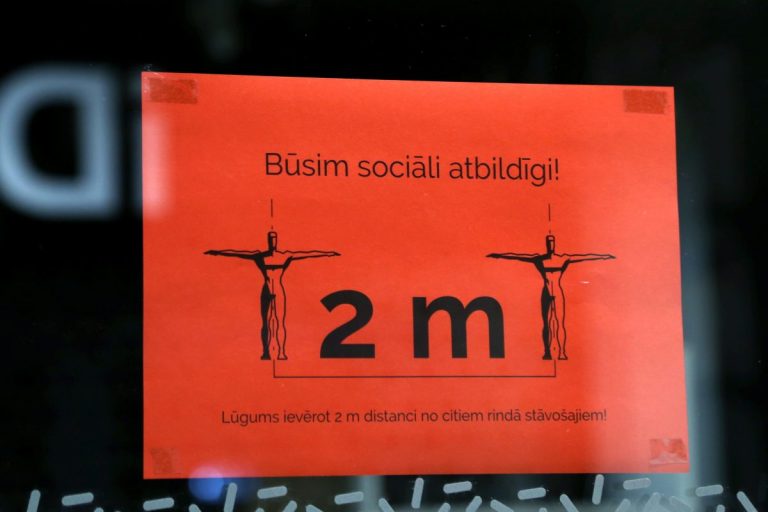 Būsim sociāli atbildīgi!
2 m
Lūgums ievērot 2 m distanci no citiem rindā stāvošajiem!